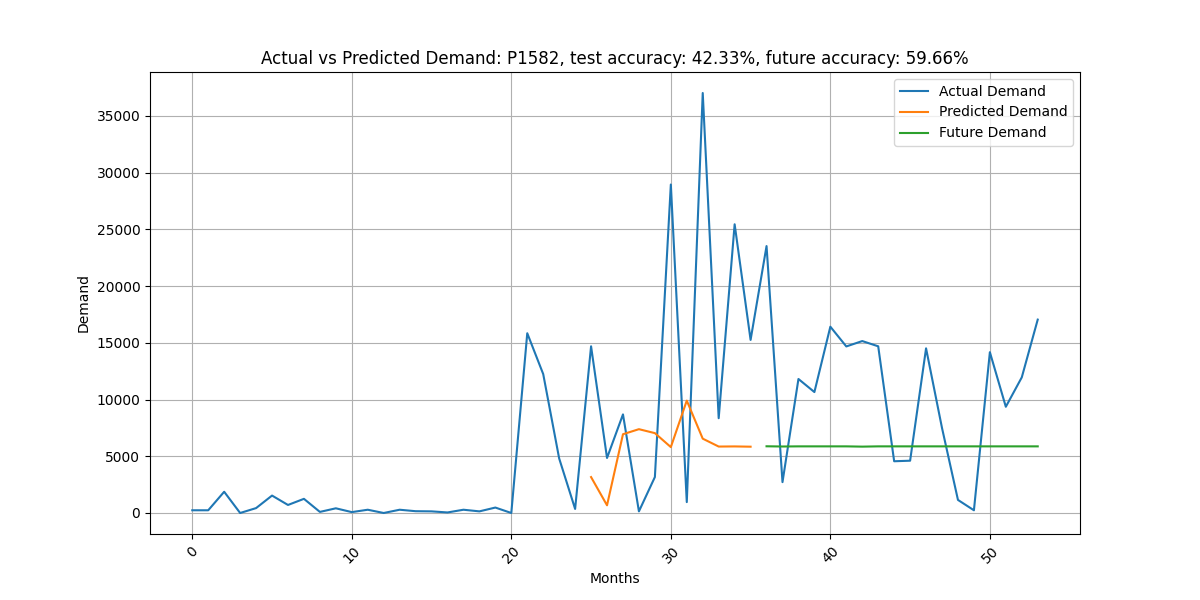 Actual vs Predicted Demand: P1582, test accuracy: 42.33%, future accuracy: 59.66%
Actual Demand
Predicted Demand
Future Demand
35000
30000
25000
20000
15000
10000
5000
0
Demand
0
10
20
30
40
50
Months